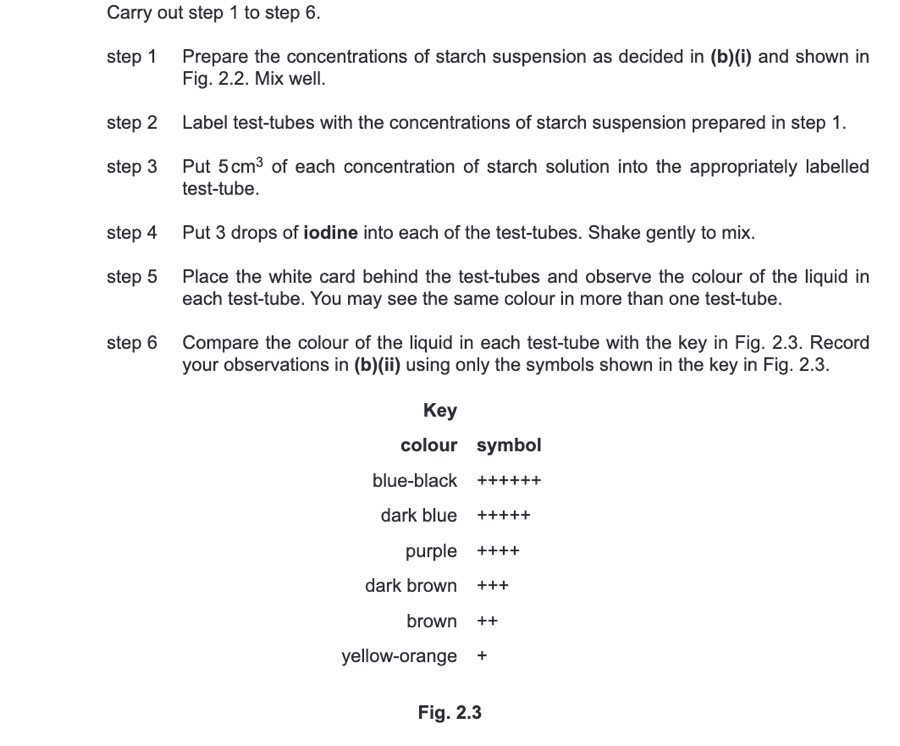 Carry out step 1 to step 6.
step 1 Prepare the concentrations of starch suspension as decided in (b)(i) and shown in
Fig. 2.2. Mix well.
step 2 Label test-tubes with the concentrations of starch suspension prepared in step 1.
step 3 Put 5 cm³ of each concentration of starch solution into the appropriately labelled
test-tube.
step 4 Put 3 drops of iodine into each of the test-tubes. Shake gently to mix.
step 5 Place the white card behind the test-tubes and observe the colour of the liquid in
each test-tube. You may see the same colour in more than one test-tube.
step 6 Compare the colour of the liquid in each test-tube with the key in Fig. 2.3. Record
your observations in (b)(ii) using only the symbols shown in the key in Fig. 2.3.
Key
colour symbol
blue-black ++++++
dark blue +++++
purple ++++
dark brown +++
brown ++
yellow-orange +
Fig. 2.3